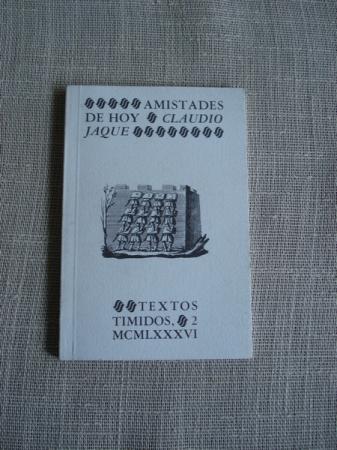 AMISTADES
DE HOY CLAUDIO
JAQUE
TEXTOS
TIMIDOS, 2
MCMLXXXVI